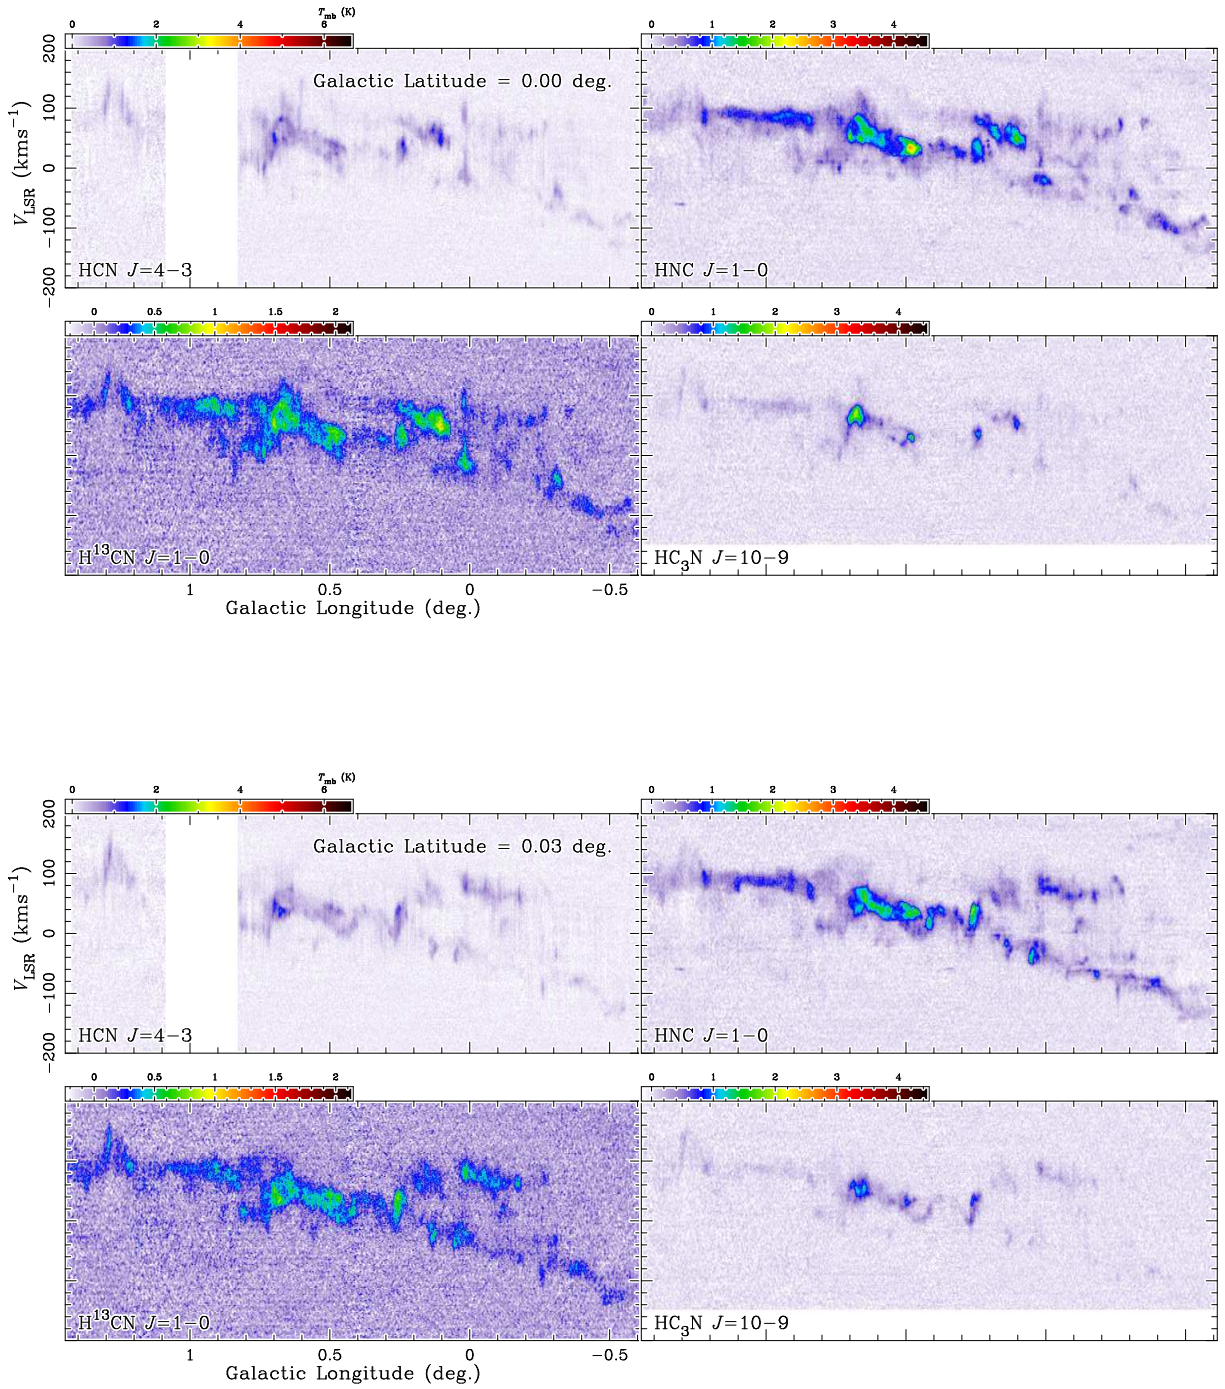 T_mb (K)
0 2 4 6
0 1 2 3 4
200
100
0
−100
−200
V_LSR (kms⁻¹)
Galactic Latitude = 0.00 deg.
HCN J=4−3
HNC J=1−0
0 0.5 1 1.5 2
0 1 2 3 4
H¹³CN J=1−0
HC₃N J=10−9
1 0.5 0 −0.5
Galactic Longitude (deg.)
T_mb (K)
0 2 4 6
0 1 2 3 4
200
100
0
−100
−200
V_LSR (kms⁻¹)
Galactic Latitude = 0.03 deg.
HCN J=4−3
HNC J=1−0
0 0.5 1 1.5 2
0 1 2 3 4
H¹³CN J=1−0
HC₃N J=10−9
1 0.5 0 −0.5
Galactic Longitude (deg.)